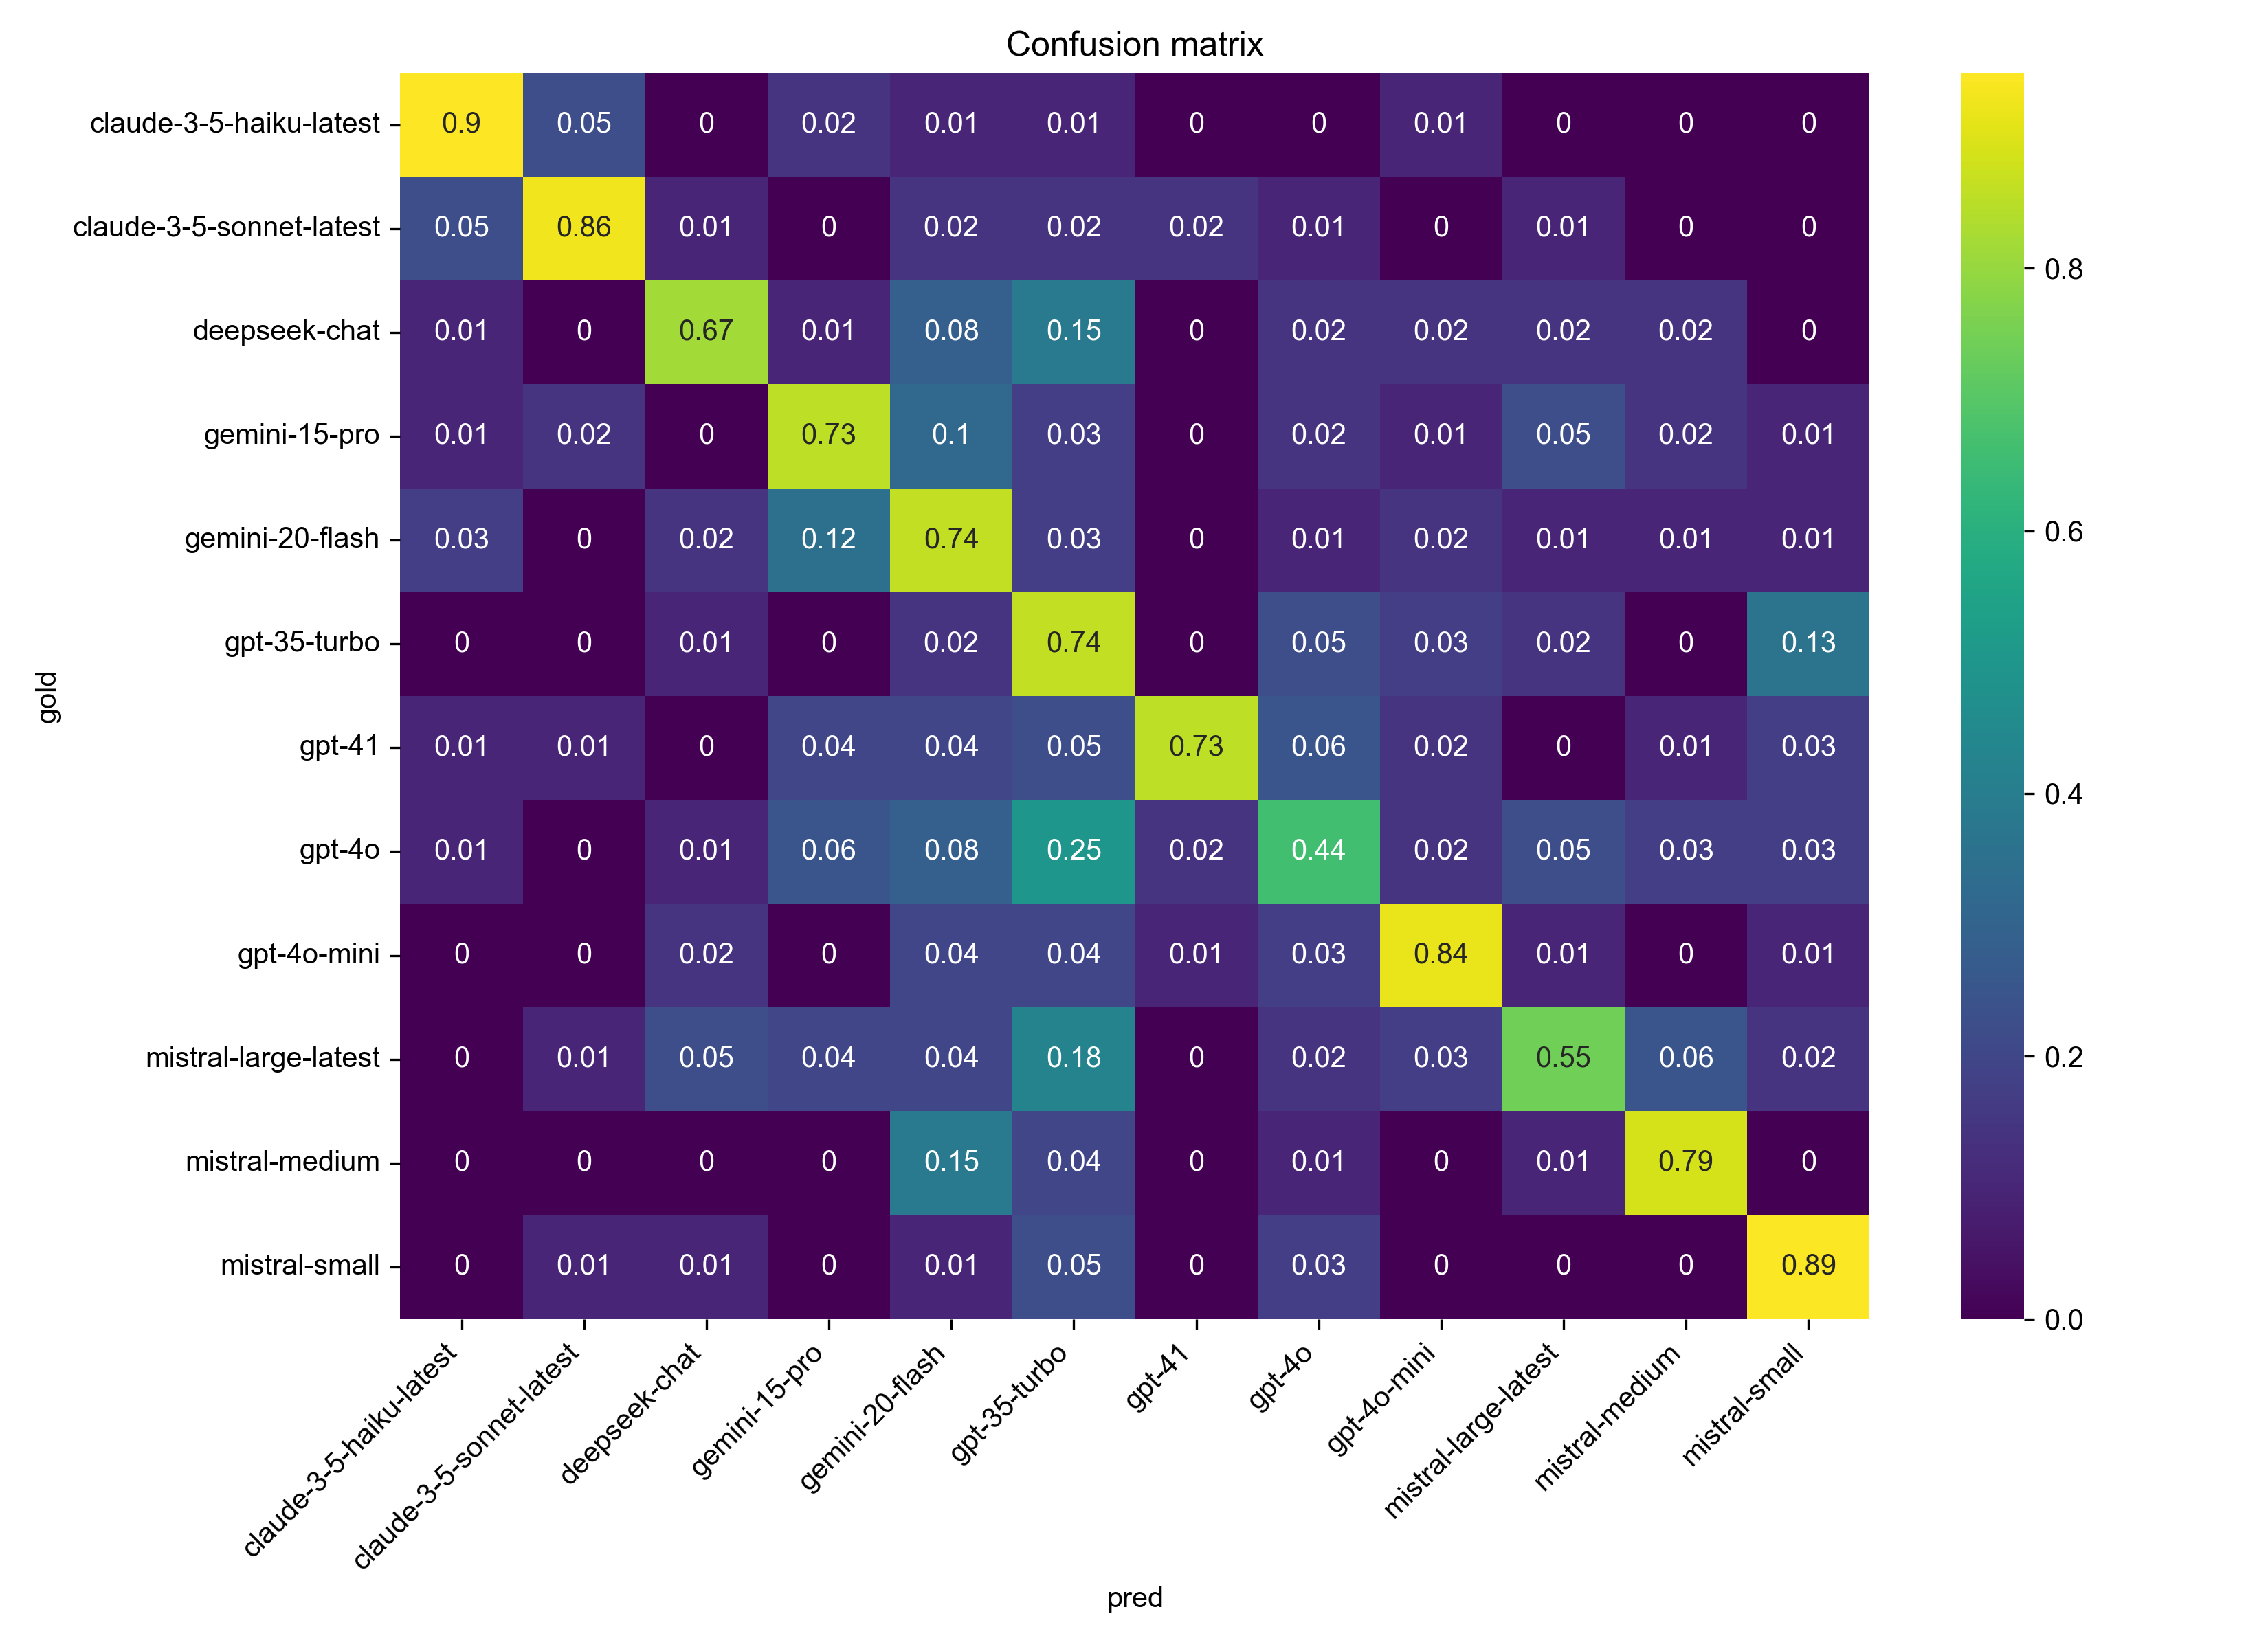 Confusion matrix
claude-3-5-haiku-latest 0.9 0.05 0 0.02 0.01 0.01 0 0 0.01 0 0 0
claude-3-5-sonnet-latest 0.05 0.86 0.01 0 0.02 0.02 0.02 0.01 0 0.01 0 0
deepseek-chat 0.01 0 0.67 0.01 0.08 0.15 0 0.02 0.02 0.02 0.02 0
gemini-15-pro 0.01 0.02 0 0.73 0.1 0.03 0 0.02 0.01 0.05 0.02 0.01
gemini-20-flash 0.03 0 0.02 0.12 0.74 0.03 0 0.01 0.02 0.01 0.01 0.01
gpt-35-turbo 0 0 0.01 0 0.02 0.74 0 0.05 0.03 0.02 0 0.13
gpt-41 0.01 0.01 0 0.04 0.04 0.05 0.73 0.06 0.02 0 0.01 0.03
gpt-4o 0.01 0 0.01 0.06 0.08 0.25 0.02 0.44 0.02 0.05 0.03 0.03
gpt-4o-mini 0 0 0.02 0 0.04 0.04 0.01 0.03 0.84 0.01 0 0.01
mistral-large-latest 0 0.01 0.05 0.04 0.04 0.18 0 0.02 0.03 0.55 0.06 0.02
mistral-medium 0 0 0 0 0.15 0.04 0 0.01 0 0.01 0.79 0
mistral-small 0 0.01 0.01 0 0.01 0.05 0 0.03 0 0 0 0.89
gold
claude-3-5-haiku-latest
claude-3-5-sonnet-latest
deepseek-chat
gemini-15-pro
gemini-20-flash
gpt-35-turbo
gpt-41
gpt-4o
gpt-4o-mini
mistral-large-latest
mistral-medium
mistral-small
pred
0.8
0.6
0.4
0.2
0.0